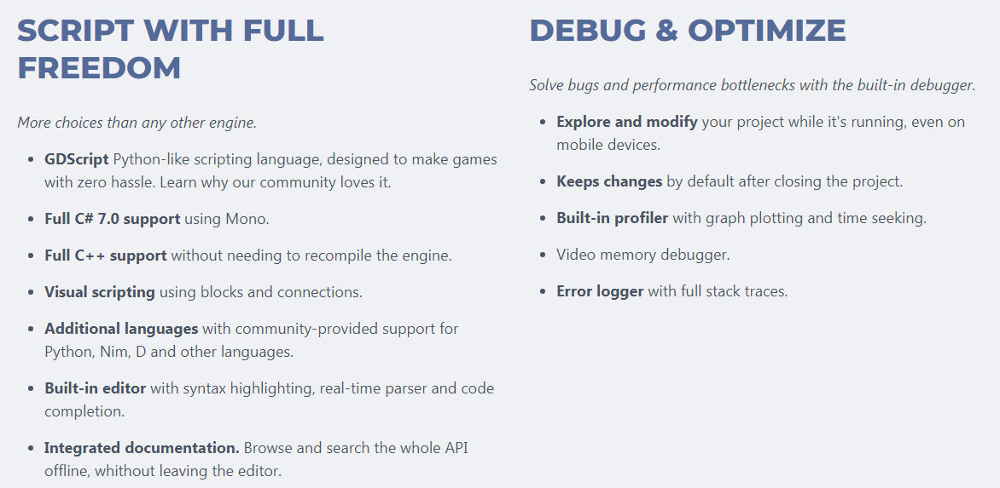 SCRIPT WITH FULL
FREEDOM
More choices than any other engine.
GDScript Python-like scripting language, designed to make games
with zero hassle. Learn why our community loves it.
Full C# 7.0 support using Mono.
Full C++ support without needing to recompile the engine.
Visual scripting using blocks and connections.
Additional languages with community-provided support for
Python, Nim, D and other languages.
Built-in editor with syntax highlighting, real-time parser and code
completion.
Integrated documentation. Browse and search the whole API
offline, whithout leaving the editor.
DEBUG & OPTIMIZE
Solve bugs and performance bottlenecks with the built-in debugger.
Explore and modify your project while it's running, even on
mobile devices.
Keeps changes by default after closing the project.
Built-in profiler with graph plotting and time seeking.
Video memory debugger.
Error logger with full stack traces.